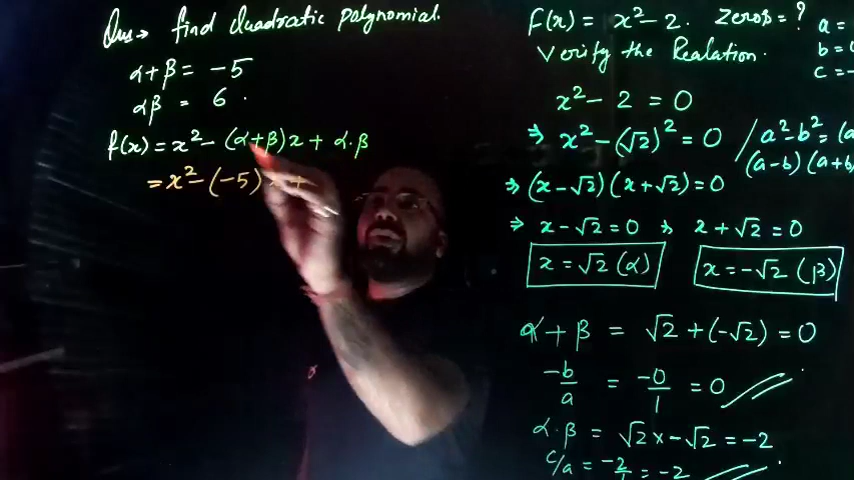 Ques → find Quadratic polynomial.
α+β = -5
αβ = 6.
f(x) = x² - (α+β)x + α.β
= x² - (-5) x +
F(x) = x² - 2. zeros = ?
Verify the Realation.
a =
b = 0
c = -
x² - 2 = 0
⇒ x² - (√2)² = 0
/ a² - b² = (a
(a-b) (a+b
⇒ (x - √2) (x + √2) = 0
⇒ x - √2 = 0 ⇒ x + √2 = 0
x = √2 (α)
x = -√2 (β)
α + β = √2 + (-√2) = 0
-b/a = -0/1 = 0
α.β = √2 x - √2 = -2
c/a = -2/1 = -2